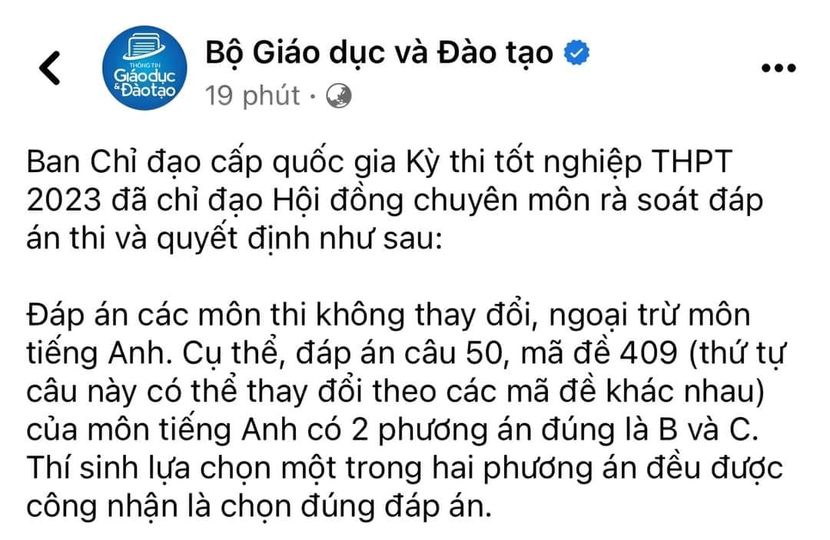 Bộ Giáo dục và Đào tạo
THÔNG TIN
Giáo dục
&Đào tạo
19 phút ·
Ban Chỉ đạo cấp quốc gia Kỳ thi tốt nghiệp THPT
2023 đã chỉ đạo Hội đồng chuyên môn rà soát đáp
án thi và quyết định như sau:
Đáp án các môn thi không thay đổi, ngoại trừ môn
tiếng Anh. Cụ thể, đáp án câu 50, mã đề 409 (thứ tự
câu này có thể thay đổi theo các mã đề khác nhau)
của môn tiếng Anh có 2 phương án đúng là B và C.
Thí sinh lựa chọn một trong hai phương án đều được
công nhận là chọn đúng đáp án.